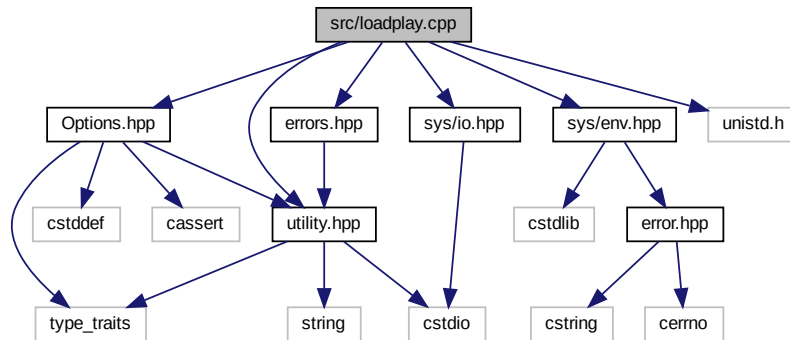 src/loadplay.cpp
Options.hpp
errors.hpp
sys/io.hpp
sys/env.hpp
unistd.h
cstddef
cassert
utility.hpp
cstdlib
error.hpp
type_traits
string
cstdio
cstring
cerrno